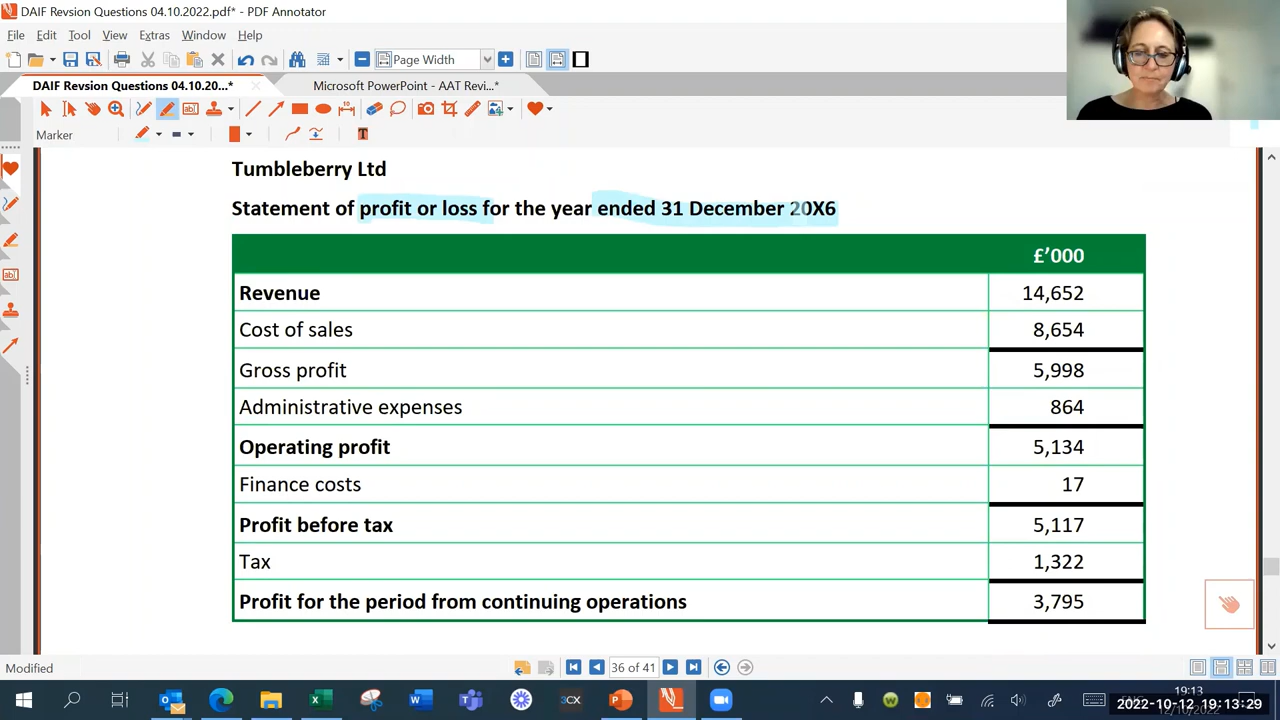 DAIF Revsion Questions 04.10.2022.pdf* - PDF Annotator
File Edit Tool View Extras Window Help
Page Width
DAIF Revsion Questions 04.10.20...* Microsoft PowerPoint - AAT Revi...*
Marker
Tumbleberry Ltd
Statement of profit or loss for the year ended 31 December 20X6
£’000
Revenue 14,652
Cost of sales 8,654
Gross profit 5,998
Administrative expenses 864
Operating profit 5,134
Finance costs 17
Profit before tax 5,117
Tax 1,322
Profit for the period from continuing operations 3,795
Modified 36 of 41
19:13
2022-10-12 19:13:29